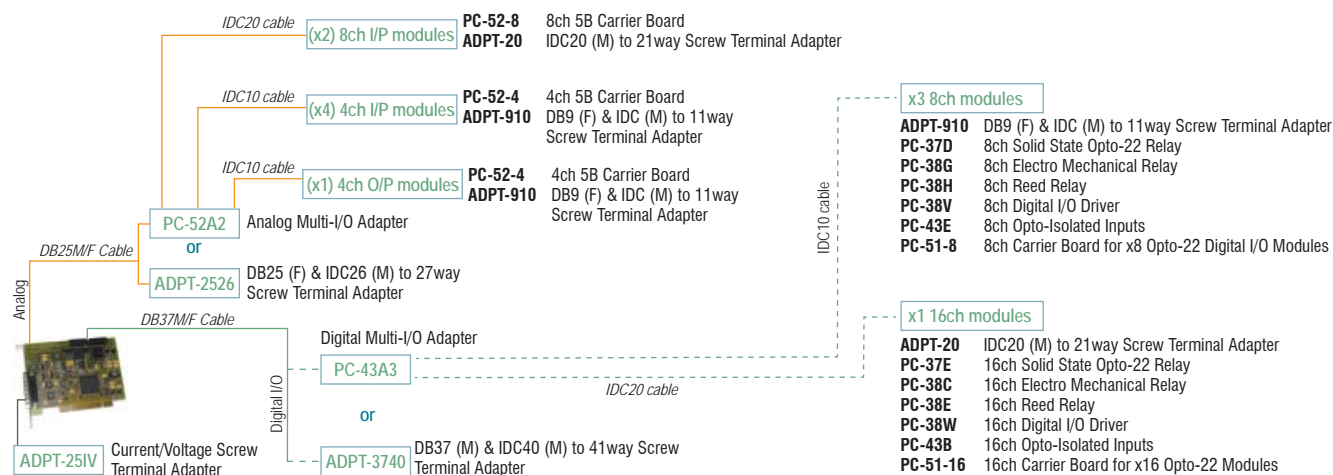 IDC20 cable
(x2) 8ch I/P modules
PC-52-8 8ch 5B Carrier Board
ADPT-20 IDC20 (M) to 21way Screw Terminal Adapter
IDC10 cable
(x4) 4ch I/P modules
PC-52-4 4ch 5B Carrier Board
ADPT-910 DB9 (F) & IDC (M) to 11way
Screw Terminal Adapter
IDC10 cable
(x1) 4ch O/P modules
PC-52-4 4ch 5B Carrier Board
ADPT-910 DB9 (F) & IDC (M) to 11way
Screw Terminal Adapter
PC-52A2 Analog Multi-I/O Adapter
or
DB25M/F Cable
ADPT-2526
DB25 (F) & IDC26 (M) to 27way
Screw Terminal Adapter
Analog
DB37M/F Cable
Digital I/O
Digital Multi-I/O Adapter
PC-43A3
or
ADPT-3740
DB37 (M) & IDC40 (M) to 41way Screw
Terminal Adapter
ADPT-25IV
Current/Voltage Screw
Terminal Adapter
IDC10 cable
IDC20 cable
x3 8ch modules
ADPT-910 DB9 (F) & IDC (M) to 11way Screw Terminal Adapter
PC-37D 8ch Solid State Opto-22 Relay
PC-38G 8ch Electro Mechanical Relay
PC-38H 8ch Reed Relay
PC-38V 8ch Digital I/O Driver
PC-43E 8ch Opto-Isolated Inputs
PC-51-8 8ch Carrier Board for x8 Opto-22 Digital I/O Modules
x1 16ch modules
ADPT-20 IDC20 (M) to 21way Screw Terminal Adapter
PC-37E 16ch Solid State Opto-22 Relay
PC-38C 16ch Electro Mechanical Relay
PC-38E 16ch Reed Relay
PC-38W 16ch Digital I/O Driver
PC-43B 16ch Opto-Isolated Inputs
PC-51-16 16ch Carrier Board for x16 Opto-22 Modules